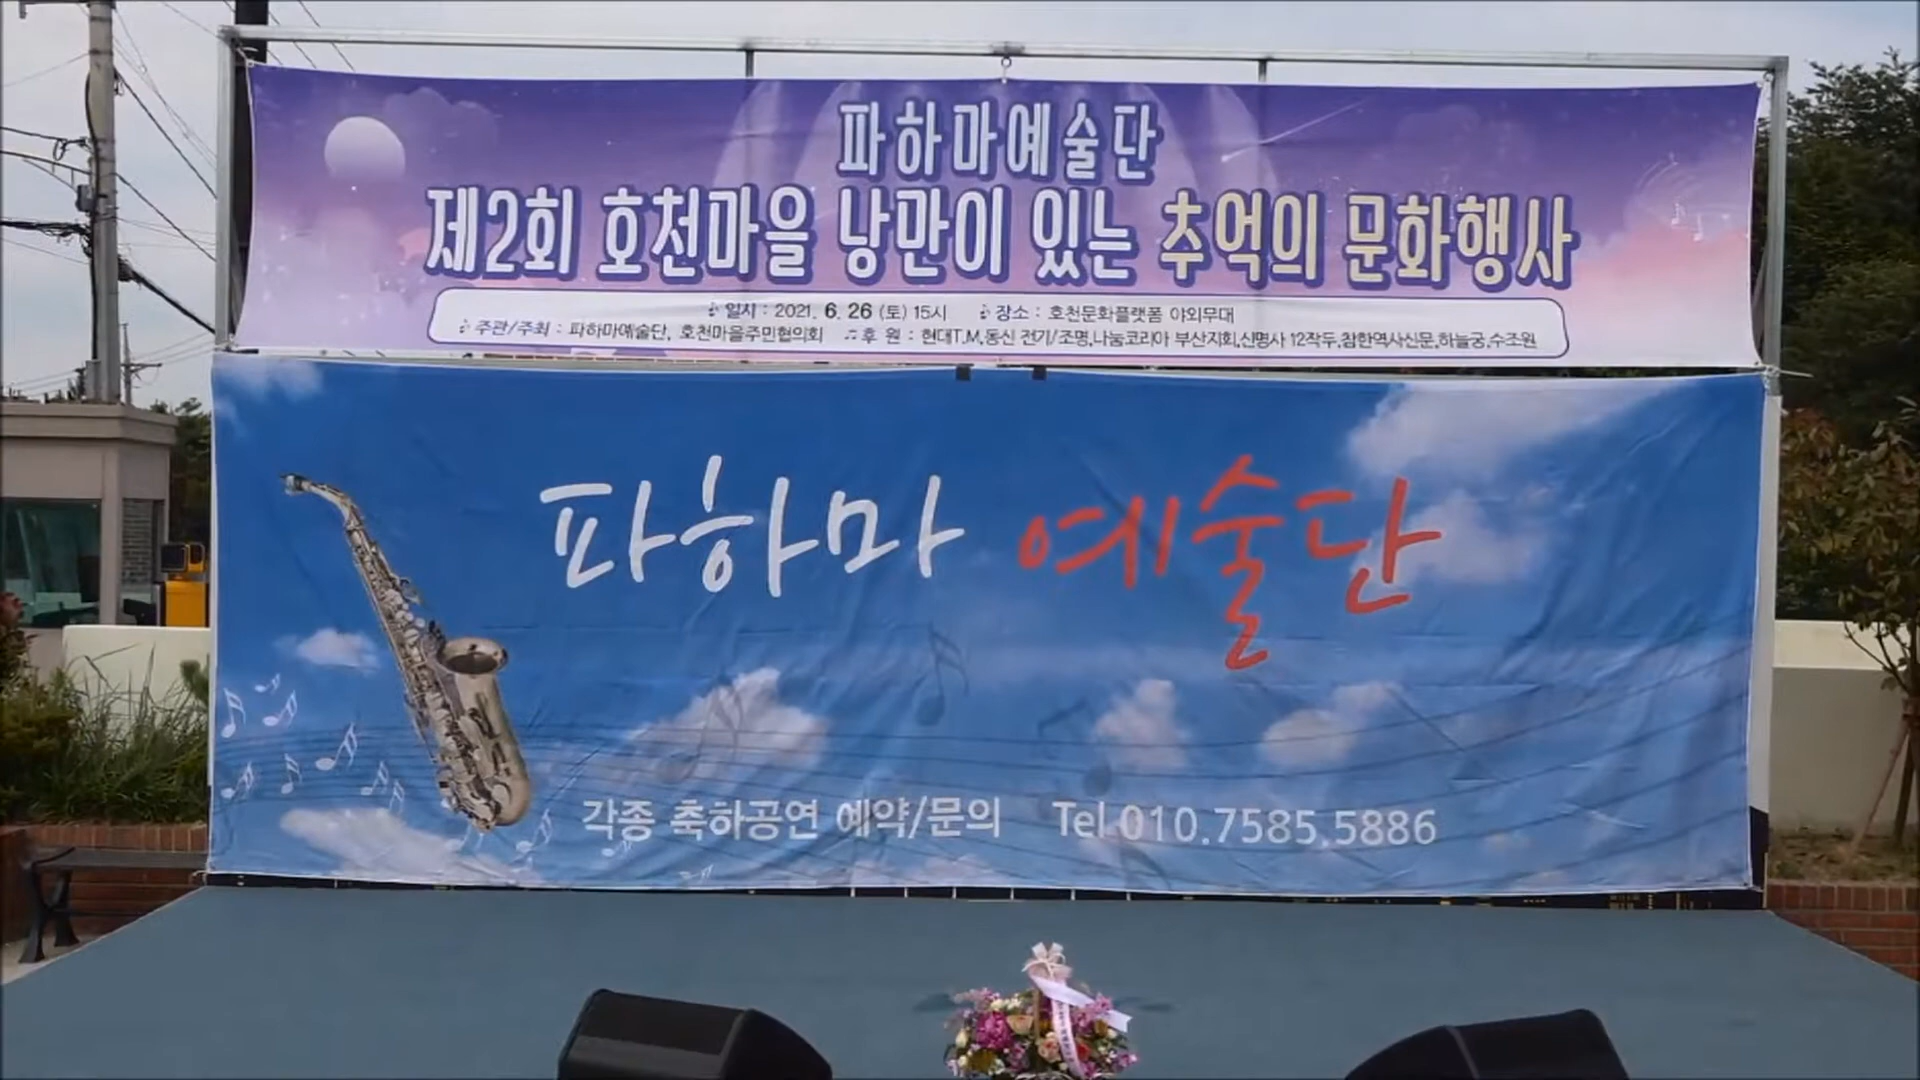 파하마예술단
제2회 호천마을 낭만이 있는 추억의 문화행사
일시 : 2021. 6. 26 (토) 15시 장소 : 호천문화플랫폼 야외무대
주관/주최 : 파하마예술단, 호천마을주민협의회 후 원 : 현대T.M,동신 전기/조명,나눔코리아 부산지회,신명사 12작두,참한역사신문,하늘궁,수조원
파하마 예술단
각종 축하공연 예약/문의 Tel 010.7585.5886